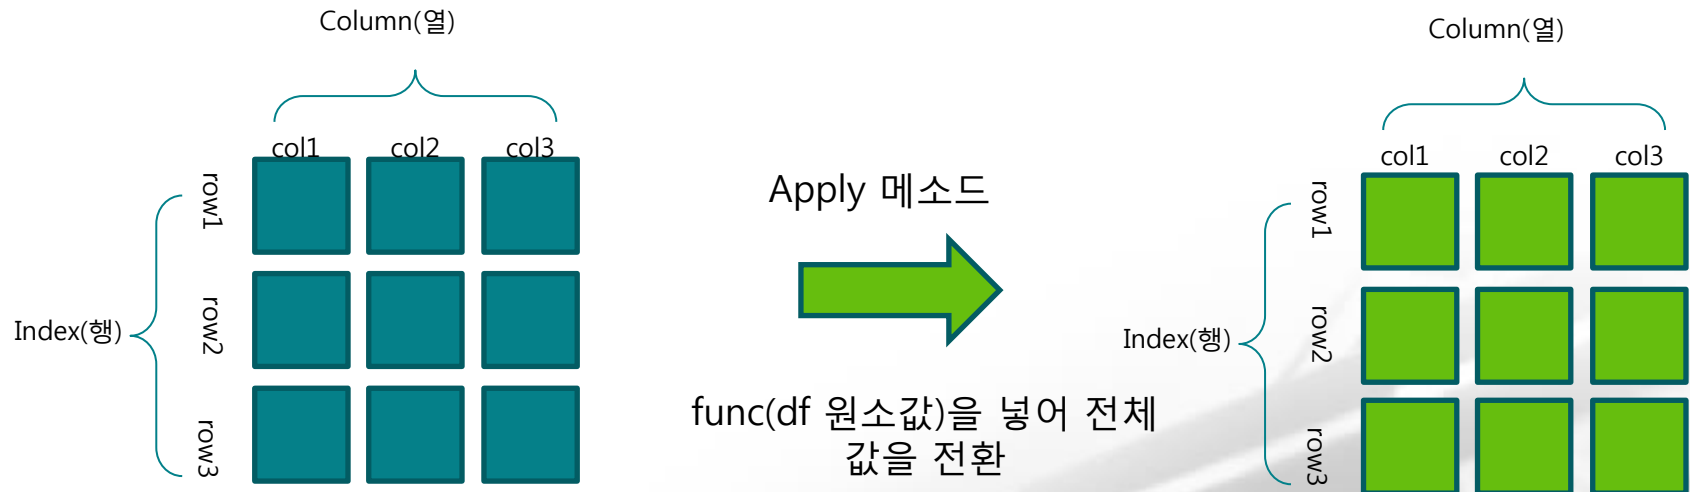 Column(열)
col1 col2 col3
row1
row2
row3
Index(행)
Apply 메소드
func(df 원소값)을 넣어 전체
값을 전환
Column(열)
col1 col2 col3
row1
row2
row3
Index(행)